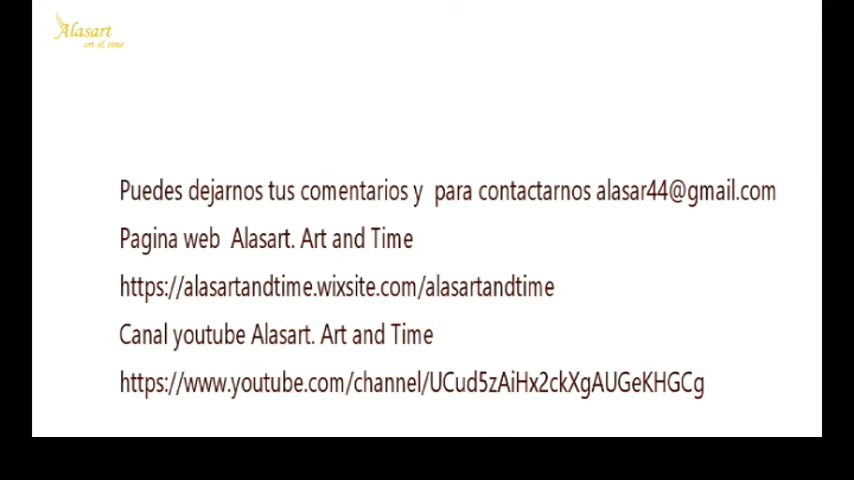 Alasart
art & time
Puedes dejarnos tus comentarios y  para contactarnos alasar44@gmail.com
Pagina web  Alasart. Art and Time
https://alasartandtime.wixsite.com/alasartandtime
Canal youtube Alasart. Art and Time
https://www.youtube.com/channel/UCud5zAiHx2ckXgAUGeKHGCg